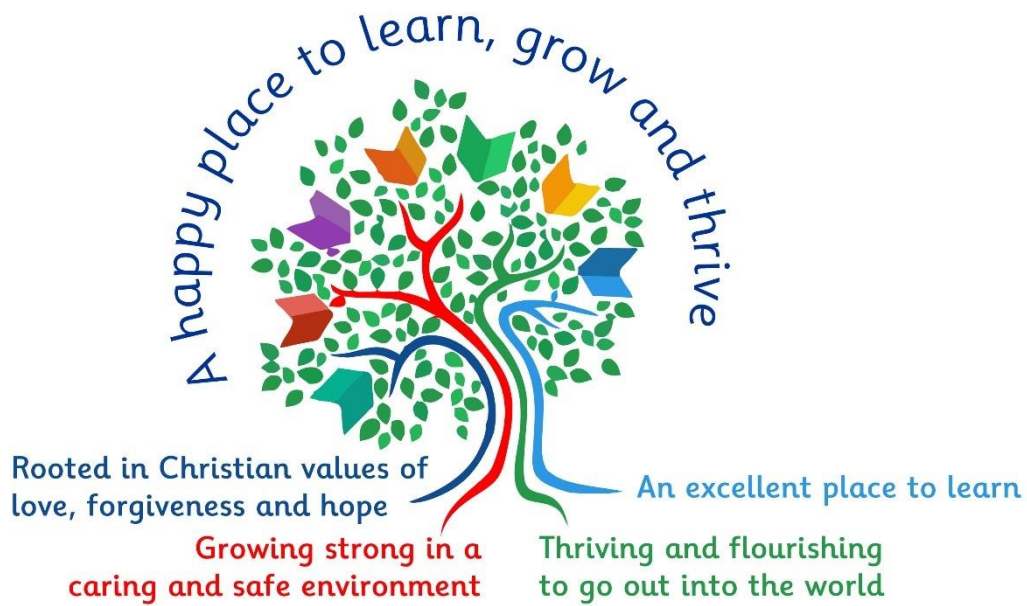 A happy place to learn, grow and thrive
Rooted in Christian values of
love, forgiveness and hope
An excellent place to learn
Growing strong in a
caring and safe environment
Thriving and flourishing
to go out into the world